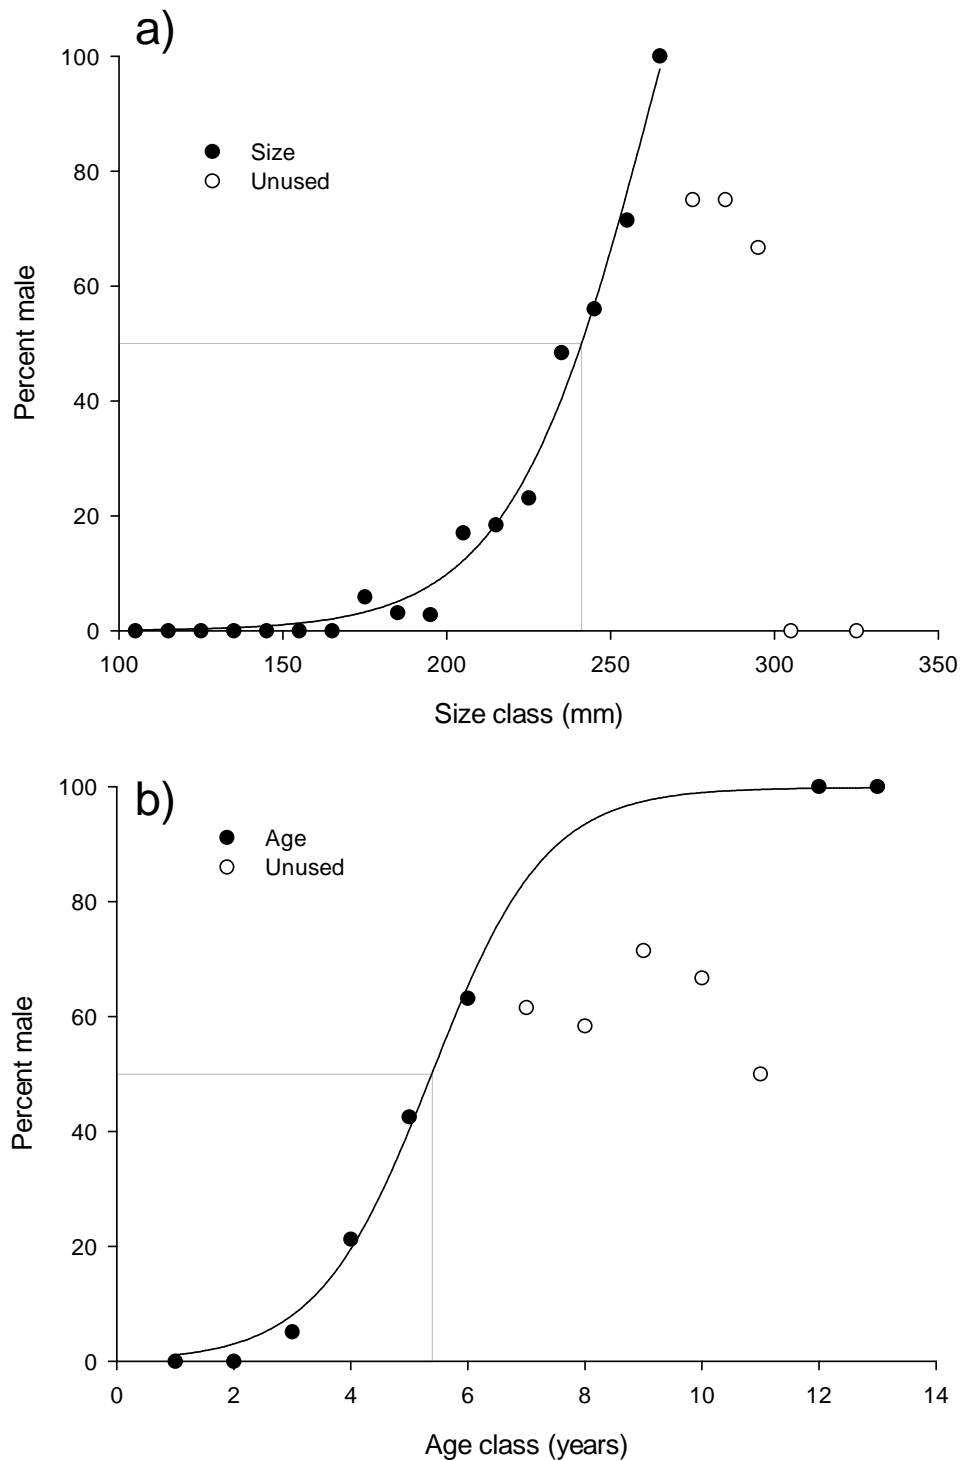 a)
100
Size
Unused
80
60
Percent male
40
20
0
100 150 200 250 300 350
Size class (mm)
b)
100
Age
Unused
80
60
Percent male
40
20
0
0 2 4 6 8 10 12 14
Age class (years)